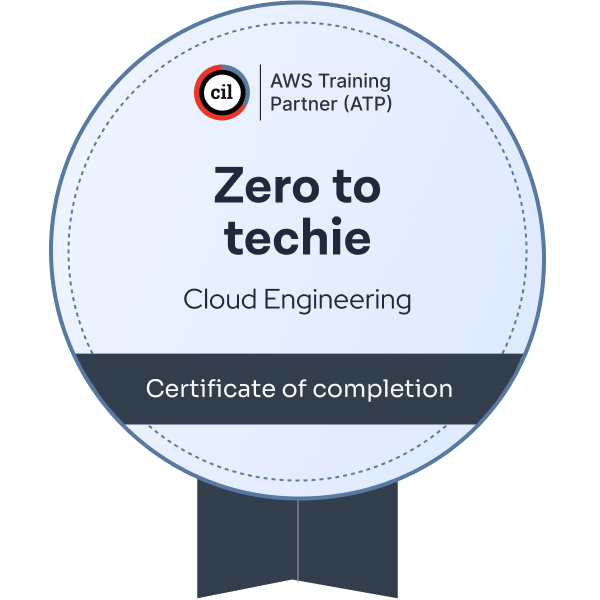 cil
AWS Training
Partner (ATP)
Zero to
techie
Cloud Engineering
Certificate of completion